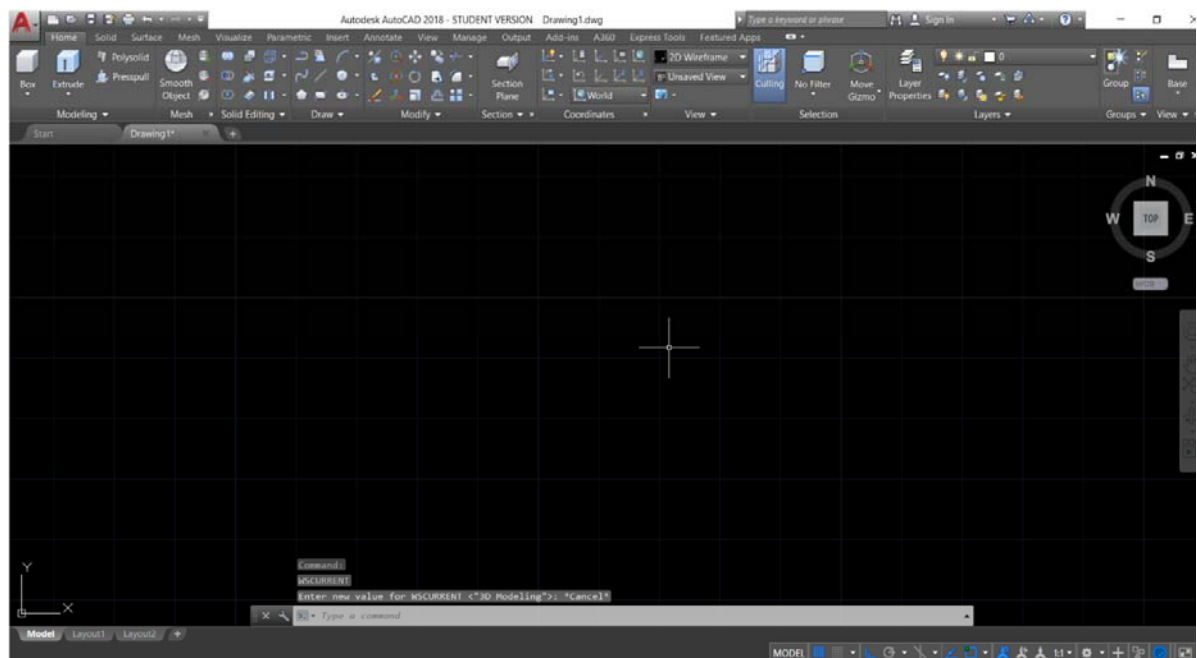 A
Autodesk AutoCAD 2018 - STUDENT VERSION Drawing1.dwg
Type a keyword or phrase
Sign In
Home Solid Surface Mesh Visualize Parametric Insert Annotate View Manage Output Add-ins A360 Express Tools Featured Apps
Box
Extrude
Polysolid
Presspull
Smooth
Object
Section
Plane
World
2D Wireframe
Unsaved View
Culling
No Filter
Move
Gizmo
Layer
Properties
0
Group
Base
Modeling Mesh Solid Editing Draw Modify Section Coordinates View Selection Layers Groups View
Start Drawing1*
N
W TOP E
S
WCS
Y
X
Command:
WSCURRENT
Enter new value for WSCURRENT <"3D Modeling">: *Cancel*
Type a command
Model Layout1 Layout2 +
MODEL 1:1